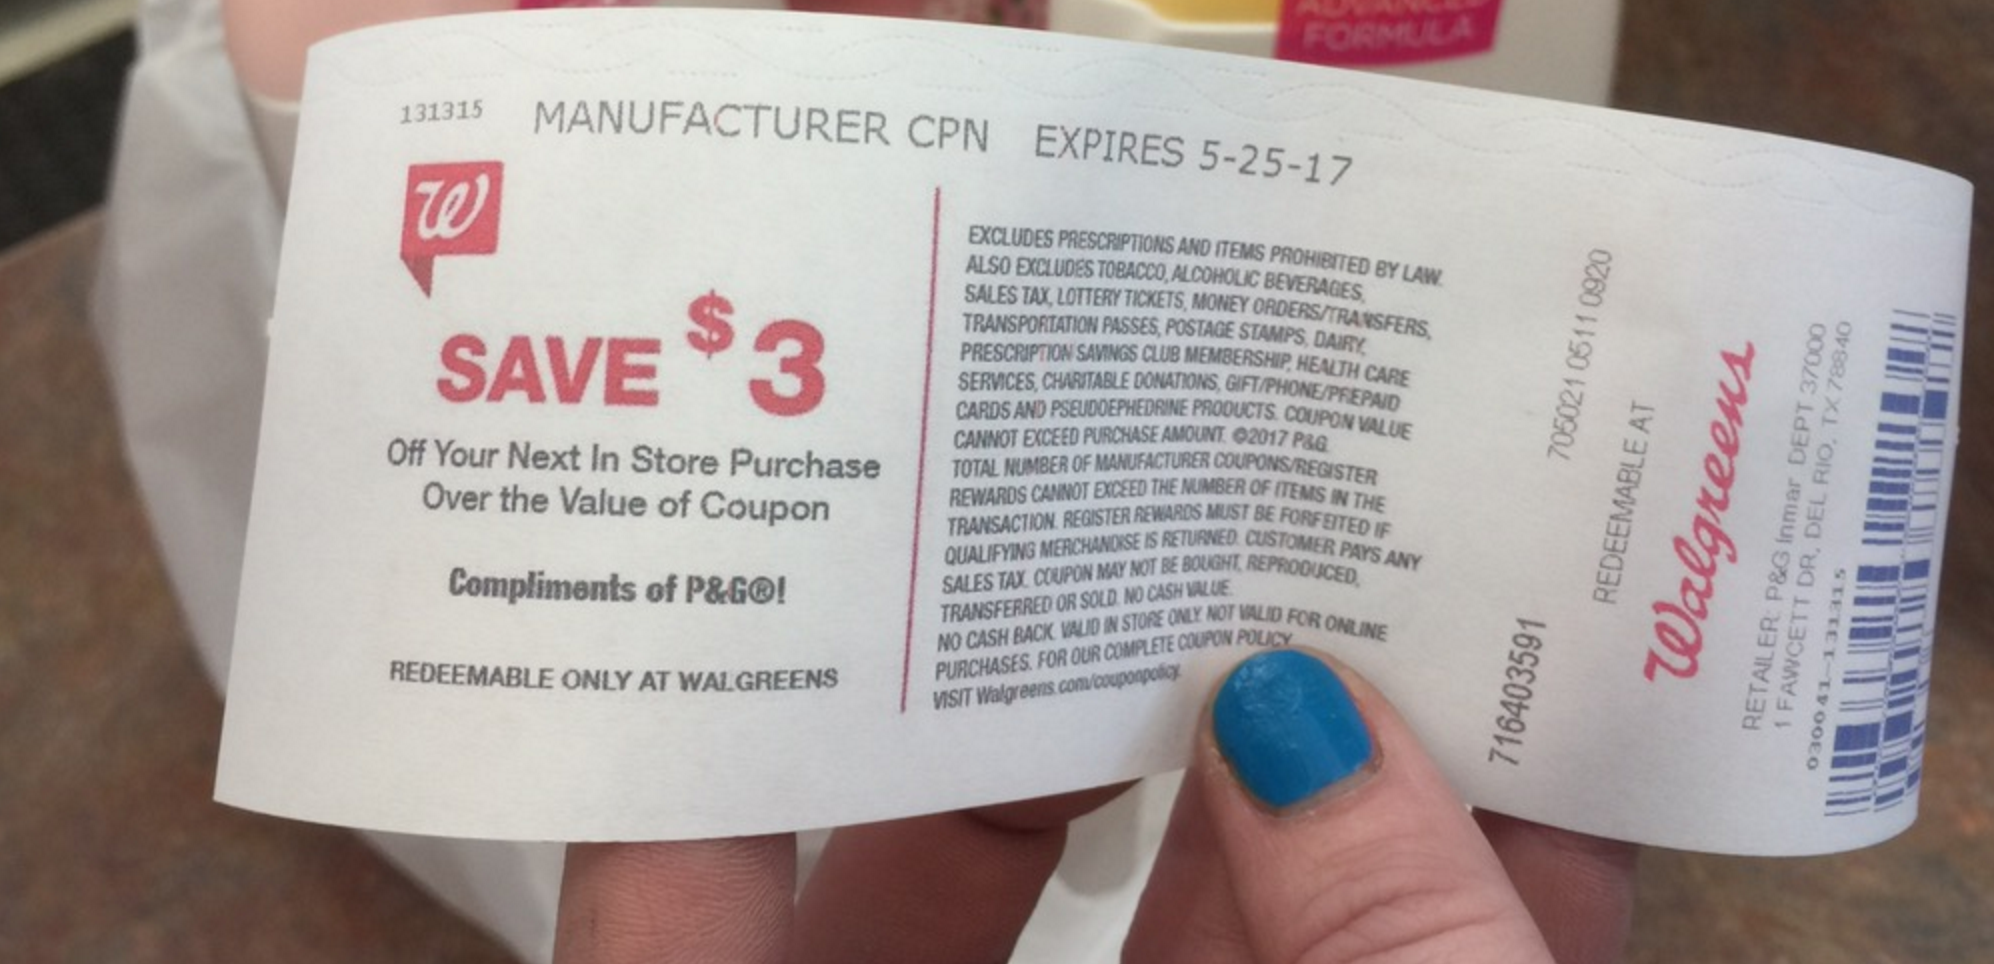 ADVANCED
FORMULA
131315 MANUFACTURER CPN EXPIRES 5-25-17
W
SAVE $3
Off Your Next In Store Purchase
Over the Value of Coupon
Compliments of P&G®!
REDEEMABLE ONLY AT WALGREENS
EXCLUDES PRESCRIPTIONS AND ITEMS PROHIBITED BY LAW.
ALSO EXCLUDES TOBACCO, ALCOHOLIC BEVERAGES,
SALES TAX, LOTTERY TICKETS, MONEY ORDERS/TRANSFERS,
TRANSPORTATION PASSES, POSTAGE STAMPS, DAIRY,
PRESCRIPTION SAVINGS CLUB MEMBERSHIP, HEALTH CARE
SERVICES, CHARITABLE DONATIONS, GIFT/PHONE/PREPAID
CARDS AND PSEUDOEPHEDRINE PRODUCTS. COUPON VALUE
CANNOT EXCEED PURCHASE AMOUNT. ©2017 P&G.
TOTAL NUMBER OF MANUFACTURER COUPONS/REGISTER
REWARDS CANNOT EXCEED THE NUMBER OF ITEMS IN THE
TRANSACTION. REGISTER REWARDS MUST BE FORFEITED IF
QUALIFYING MERCHANDISE IS RETURNED. CUSTOMER PAYS ANY
SALES TAX. COUPON MAY NOT BE BOUGHT, REPRODUCED,
TRANSFERRED OR SOLD. NO CASH VALUE.
NO CASH BACK. VALID IN STORE ONLY. NOT VALID FOR ONLINE
PURCHASES. FOR OUR COMPLETE COUPON POLICY
VISIT Walgreens.com/couponpolicy.
716403591
705021 0511 0920
REDEEMABLE AT
Walgreens
RETAILER: P&G Inmar DEPT 37000
1 FAWCETT DR, DEL RIO, TX 78840
030041-131315